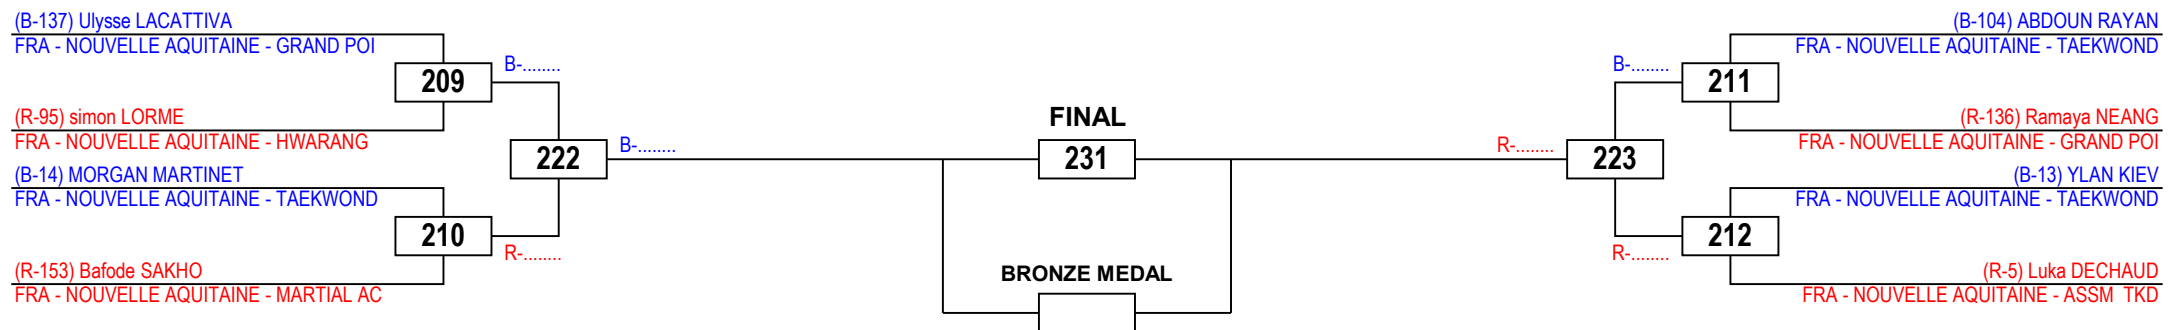 (B-137) Ulysse LACATTIVA
FRA - NOUVELLE AQUITAINE - GRAND POI
209
B-........
(R-95) simon LORME
FRA - NOUVELLE AQUITAINE - HWARANG
222
B-........
(B-14) MORGAN MARTINET
FRA - NOUVELLE AQUITAINE - TAEKWOND
210
R-........
(R-153) Bafode SAKHO
FRA - NOUVELLE AQUITAINE - MARTIAL AC
FINAL
231
BRONZE MEDAL
(B-104) ABDOUN RAYAN
FRA - NOUVELLE AQUITAINE - TAEKWOND
B-........
211
(R-136) Ramaya NEANG
FRA - NOUVELLE AQUITAINE - GRAND POI
R-........
223
(B-13) YLAN KIEV
FRA - NOUVELLE AQUITAINE - TAEKWOND
R-........
212
(R-5) Luka DECHAUD
FRA - NOUVELLE AQUITAINE - ASSM  TKD